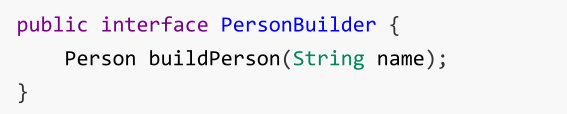 public interface PersonBuilder {
    Person buildPerson(String name);
}